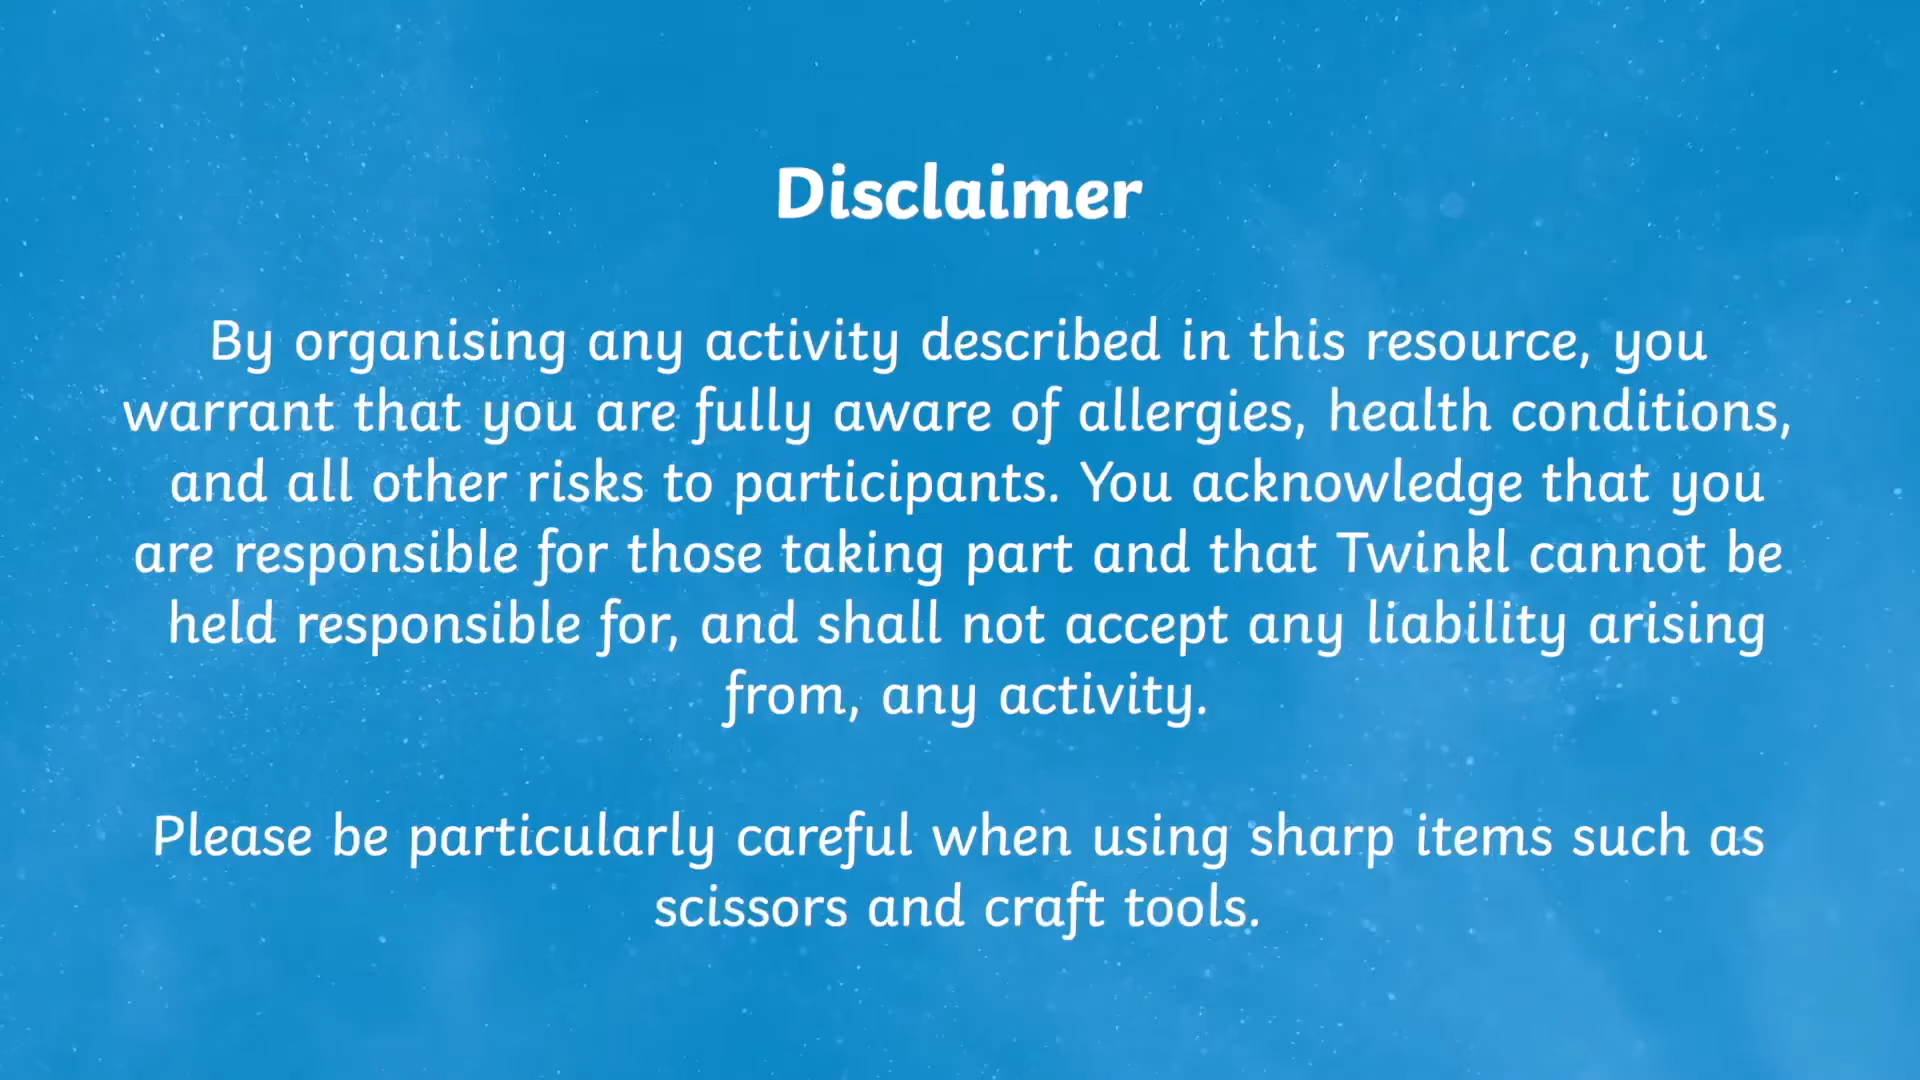 Disclaimer
By organising any activity described in this resource, you
warrant that you are fully aware of allergies, health conditions,
and all other risks to participants. You acknowledge that you
are responsible for those taking part and that Twinkl cannot be
held responsible for, and shall not accept any liability arising
from, any activity.
Please be particularly careful when using sharp items such as
scissors and craft tools.